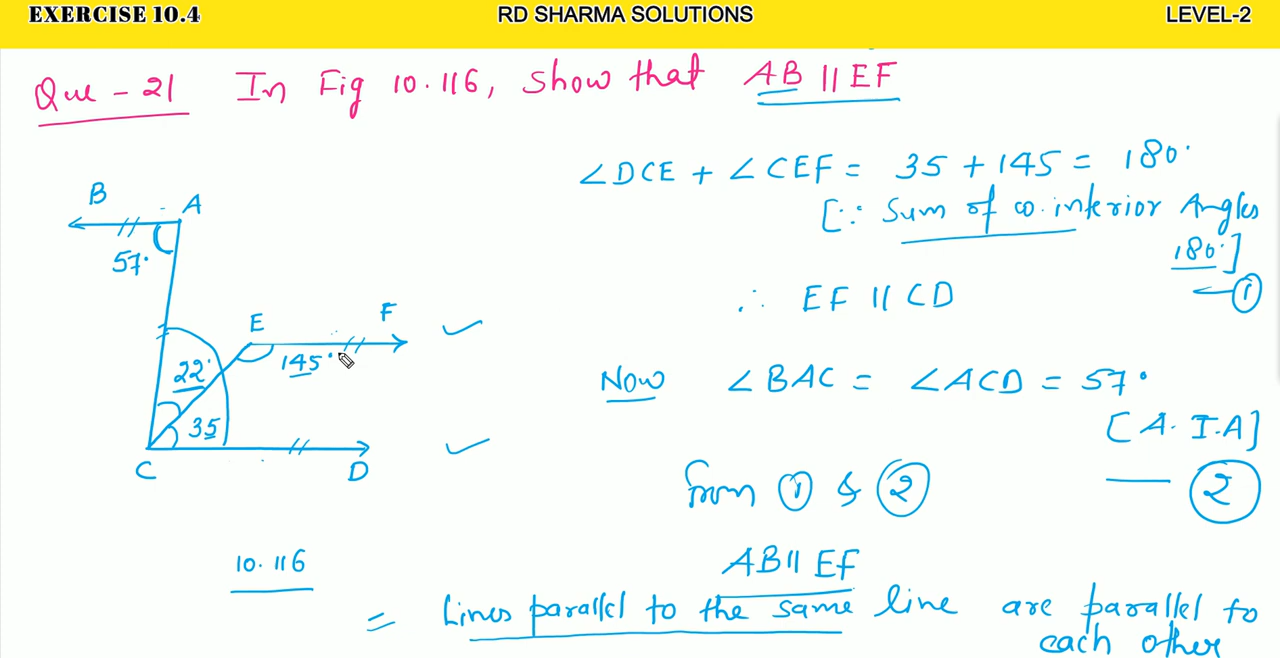 EXERCISE 10.4 RD SHARMA SOLUTIONS LEVEL-2
Que - 21 In Fig 10.116, show that AB || EF
∠DCE + ∠CEF = 35 + 145 = 180°
[∵ Sum of co.interior Angles
180°]
①
∴ EF || CD
Now ∠BAC = ∠ACD = 57°
[A.I.A]
②
from ① & ②
AB || EF
= Lines parallel to the same line are parallel to
each other
B A
57°
E F
22° 145°
35
C D
10.116